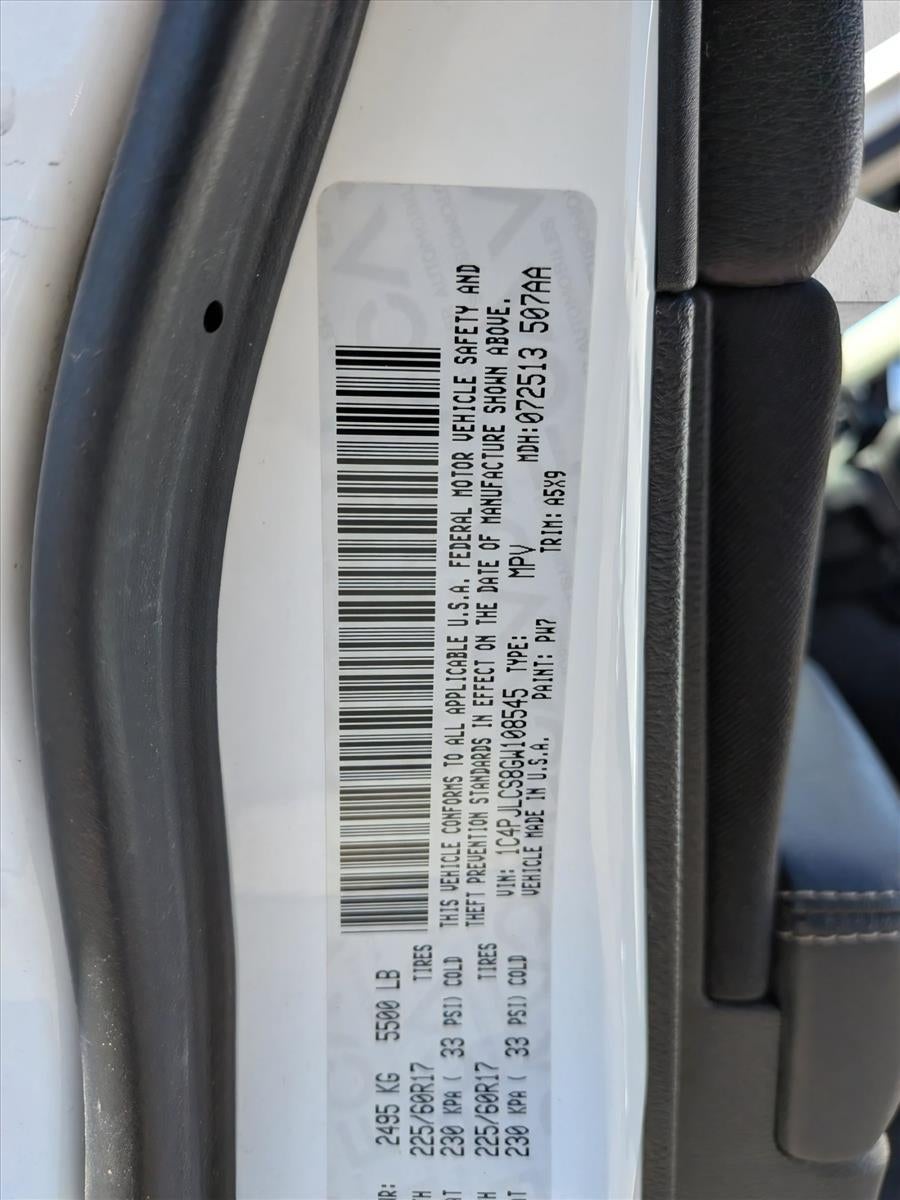 THIS VEHICLE CONFORMS TO ALL APPLICABLE U.S.A. FEDERAL MOTOR VEHICLE SAFETY AND
THEFT PREVENTION STANDARDS IN EFFECT ON THE DATE OF MANUFACTURE SHOWN ABOVE.
VIN: 1C4PJLCS8GW108545 TYPE: MPV MDH:072513 507AA
VEHICLE MADE IN U.S.A. PAINT: PW7 TRIM: A5X9
2495 KG 5500 LB
225/60R17 TIRES
230 KPA ( 33 PSI) COLD
225/60R17 TIRES
230 KPA ( 33 PSI) COLD